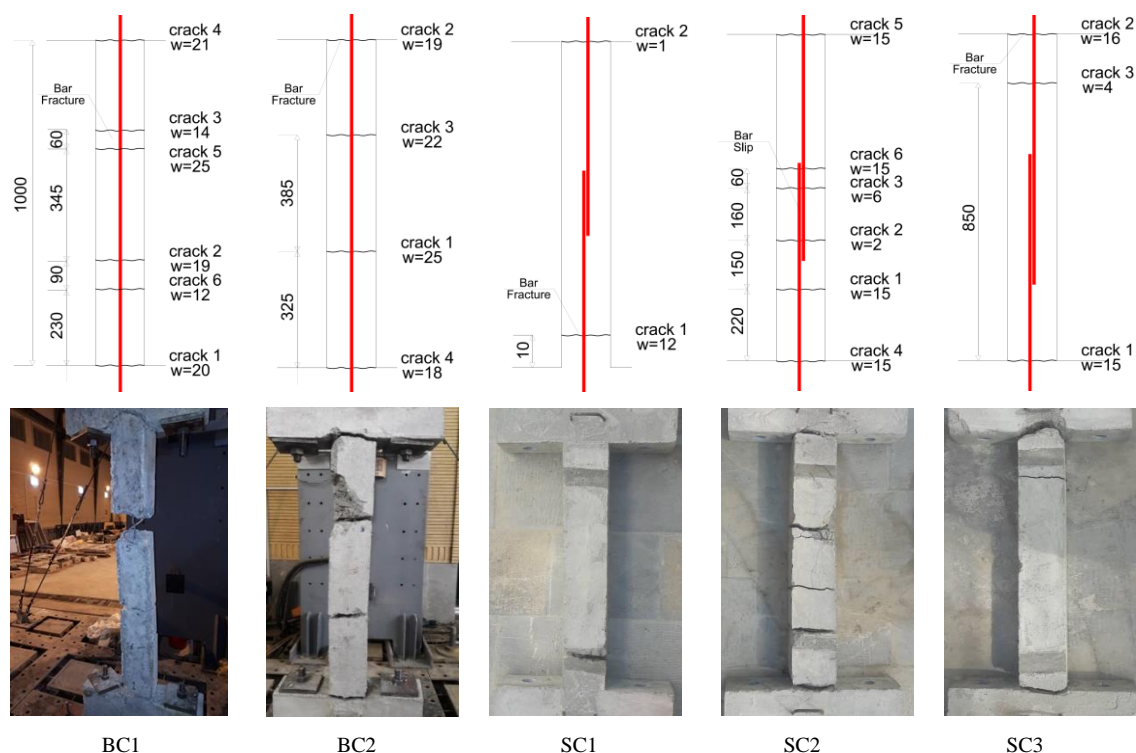 crack 4
w=21
Bar
Fracture
crack 3
w=14
crack 5
w=25
crack 2
w=19
crack 6
w=12
crack 1
w=20
1000
60
345
90
230
crack 2
w=19
Bar
Fracture
crack 3
w=22
crack 1
w=25
crack 4
w=18
385
325
crack 2
w=1
Bar
Fracture
crack 1
w=12
10
crack 5
w=15
Bar
Slip
crack 6
w=15
crack 3
w=6
crack 2
w=2
crack 1
w=15
crack 4
w=15
60
160
150
220
crack 2
w=16
Bar
Fracture
crack 3
w=4
crack 1
w=15
850
BC1
BC2
SC1
SC2
SC3